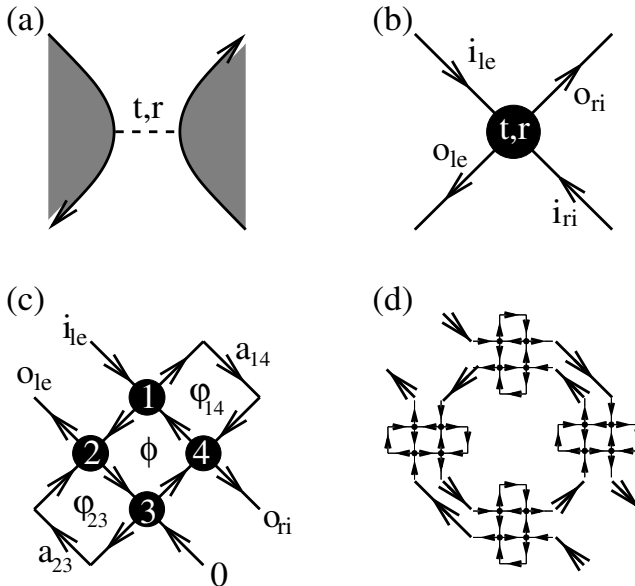 (a)
t,r
(b)
i_le
o_ri
t,r
o_le
i_ri
(c)
i_le
a_14
o_le
1
φ_14
2
ϕ
4
φ_23
3
o_ri
a_23
0
(d)